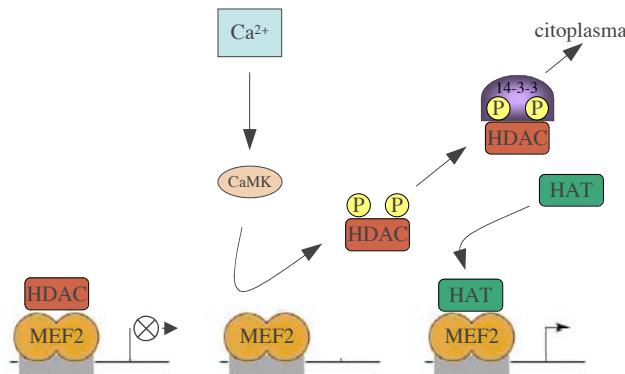 Ca²⁺
citoplasma
14-3-3
P P
HDAC
CaMK
P P
HDAC
HAT
HDAC
HAT
MEF2
MEF2
MEF2